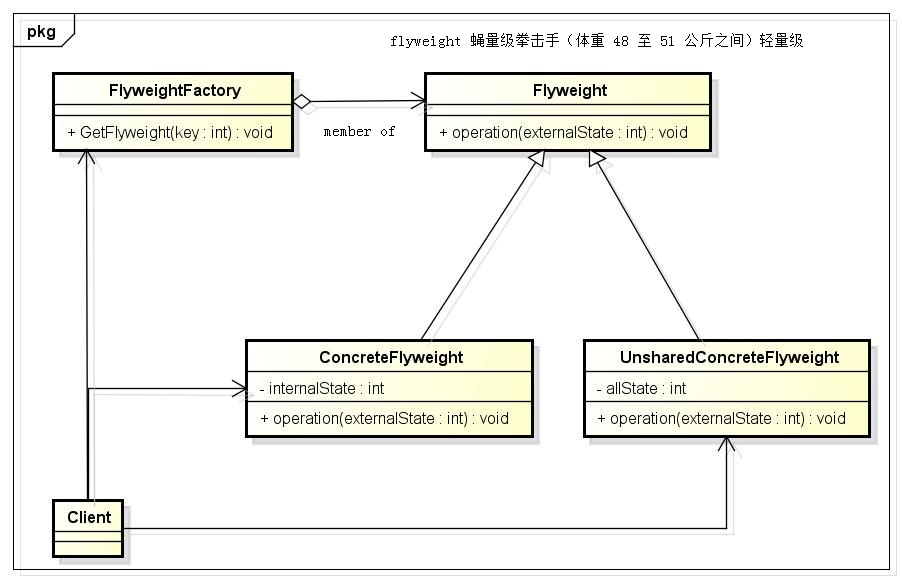 pkg
flyweight 蝇量级拳击手（体重 48 至 51 公斤之间）轻量级
FlyweightFactory
+ GetFlyweight(key : int) : void
member of
Flyweight
+ operation(externalState : int) : void
ConcreteFlyweight
- internalState : int
+ operation(externalState : int) : void
UnsharedConcreteFlyweight
- allState : int
+ operation(externalState : int) : void
Client